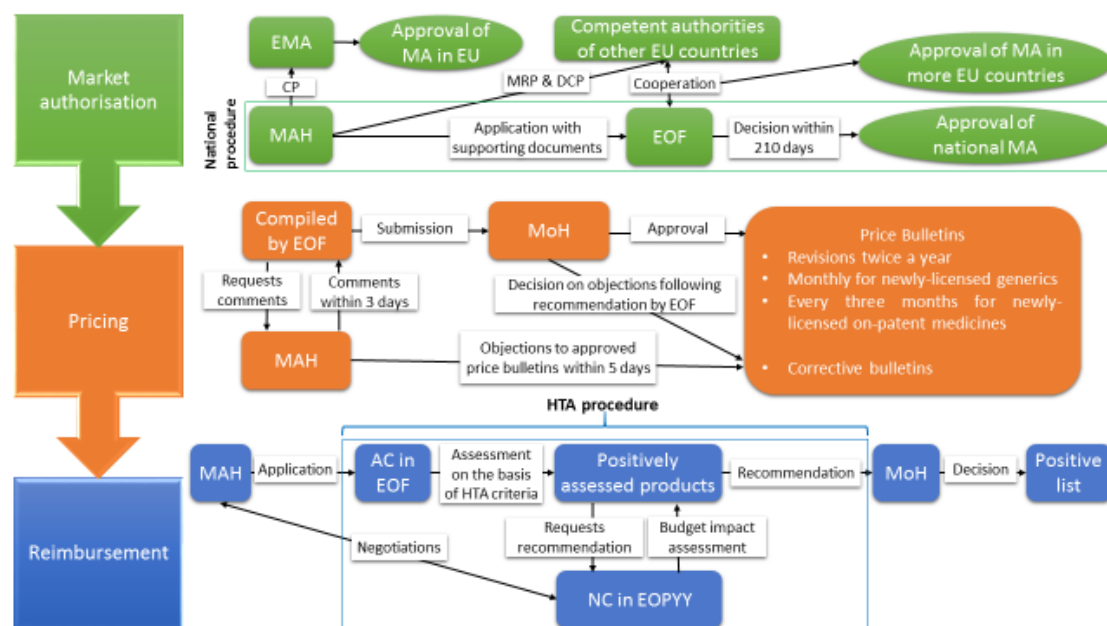 Market
authorisation
National
procedure
EMA
Approval of
MA in EU
Competent authorities
of other EU countries
Approval of MA in
more EU countries
CP
MRP & DCP
Cooperation
MAH
Application with
supporting documents
EOF
Decision within
210 days
Approval of
national MA
Pricing
Compiled
by EOF
Submission
MoH
Approval
Price Bulletins
• Revisions twice a year
• Monthly for newly-licensed generics
• Every three months for newly-
licensed on-patent medicines
• Corrective bulletins
Requests
comments
Comments
within 3 days
Decision on objections following
recommendation by EOF
MAH
Objections to approved
price bulletins within 5 days
Reimbursement
HTA procedure
MAH
Application
AC in
EOF
Assessment
on the basis
of HTA criteria
Positively
assessed products
Recommendation
MoH
Decision
Positive
list
Negotiations
Requests
recommendation
Budget impact
assessment
NC in EOPYY